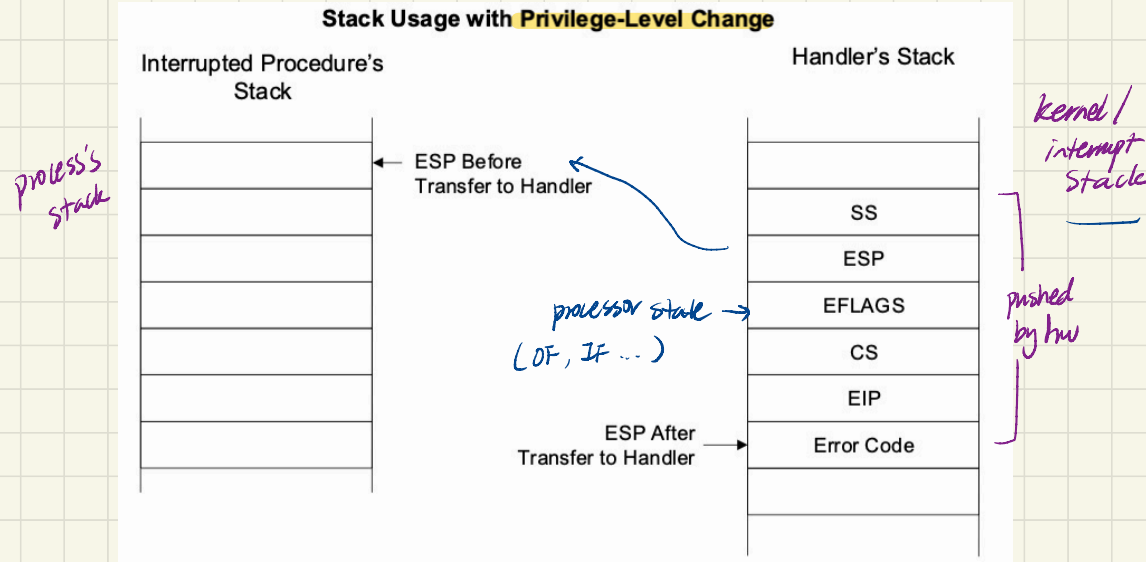 Stack Usage with Privilege-Level Change
Interrupted Procedure's
Stack
Handler's Stack
process's
stack
ESP Before
Transfer to Handler
kernel/
interrupt
stack
SS
ESP
processor state →
(OF, IF ...)
EFLAGS
pushed
by hw
CS
EIP
ESP After
Transfer to Handler
Error Code